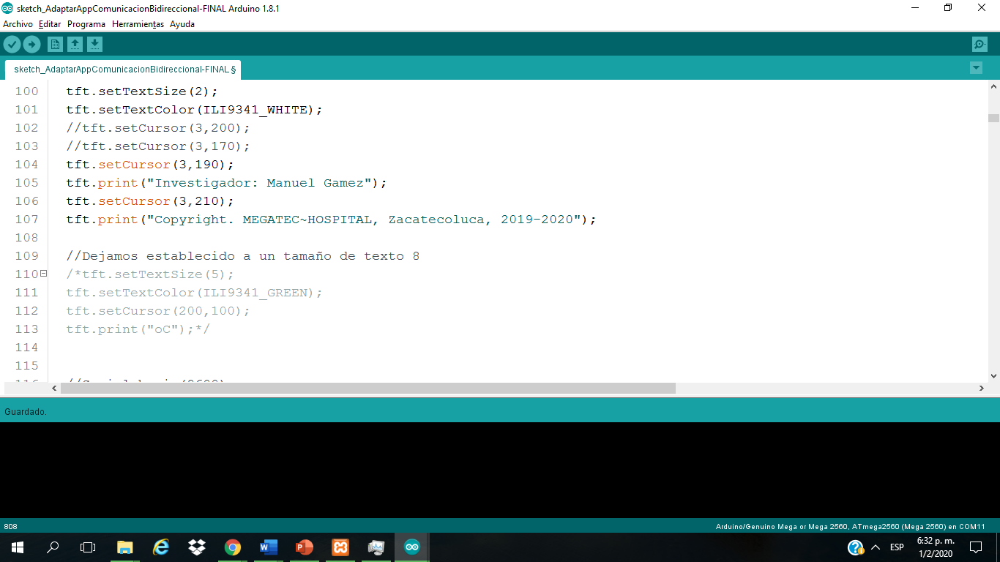 sketch_AdaptarAppComunicacionBidireccional-FINAL Arduino 1.8.1
Archivo Editar Programa Herramientas Ayuda
sketch_AdaptarAppComunicacionBidireccional-FINAL §
100 tft.setTextSize(2);
101 tft.setTextColor(ILI9341_WHITE);
102 //tft.setCursor(3,200);
103 //tft.setCursor(3,170);
104 tft.setCursor(3,190);
105 tft.print("Investigador: Manuel Gamez");
106 tft.setCursor(3,210);
107 tft.print("Copyright. MEGATEC~HOSPITAL, Zacatecoluca, 2019-2020");
108
109 //Dejamos establecido a un tamaño de texto 8
110 /*tft.setTextSize(5);
111 tft.setTextColor(ILI9341_GREEN);
112 tft.setCursor(200,100);
113 tft.print("oC");*/
114
115
Guardado.
808 Arduino/Genuino Mega or Mega 2560, ATmega2560 (Mega 2560) en COM11
ESP 6:32 p. m.
1/2/2020